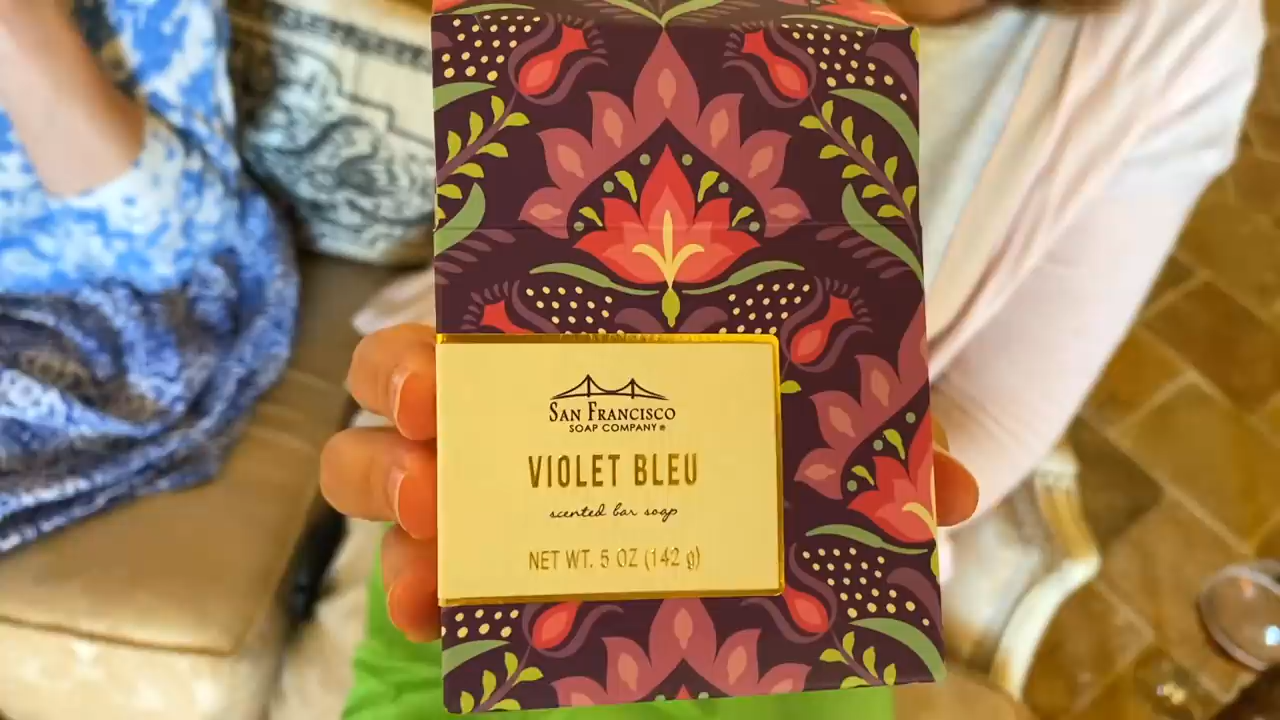 SAN FRANCISCO
SOAP COMPANY®
VIOLET BLEU
scented bar soap
NET WT. 5 OZ (142 g)